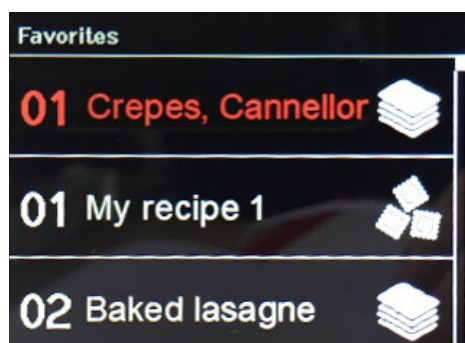 Favorites
01 Crepes, Cannellor
01 My recipe 1
02 Baked lasagne